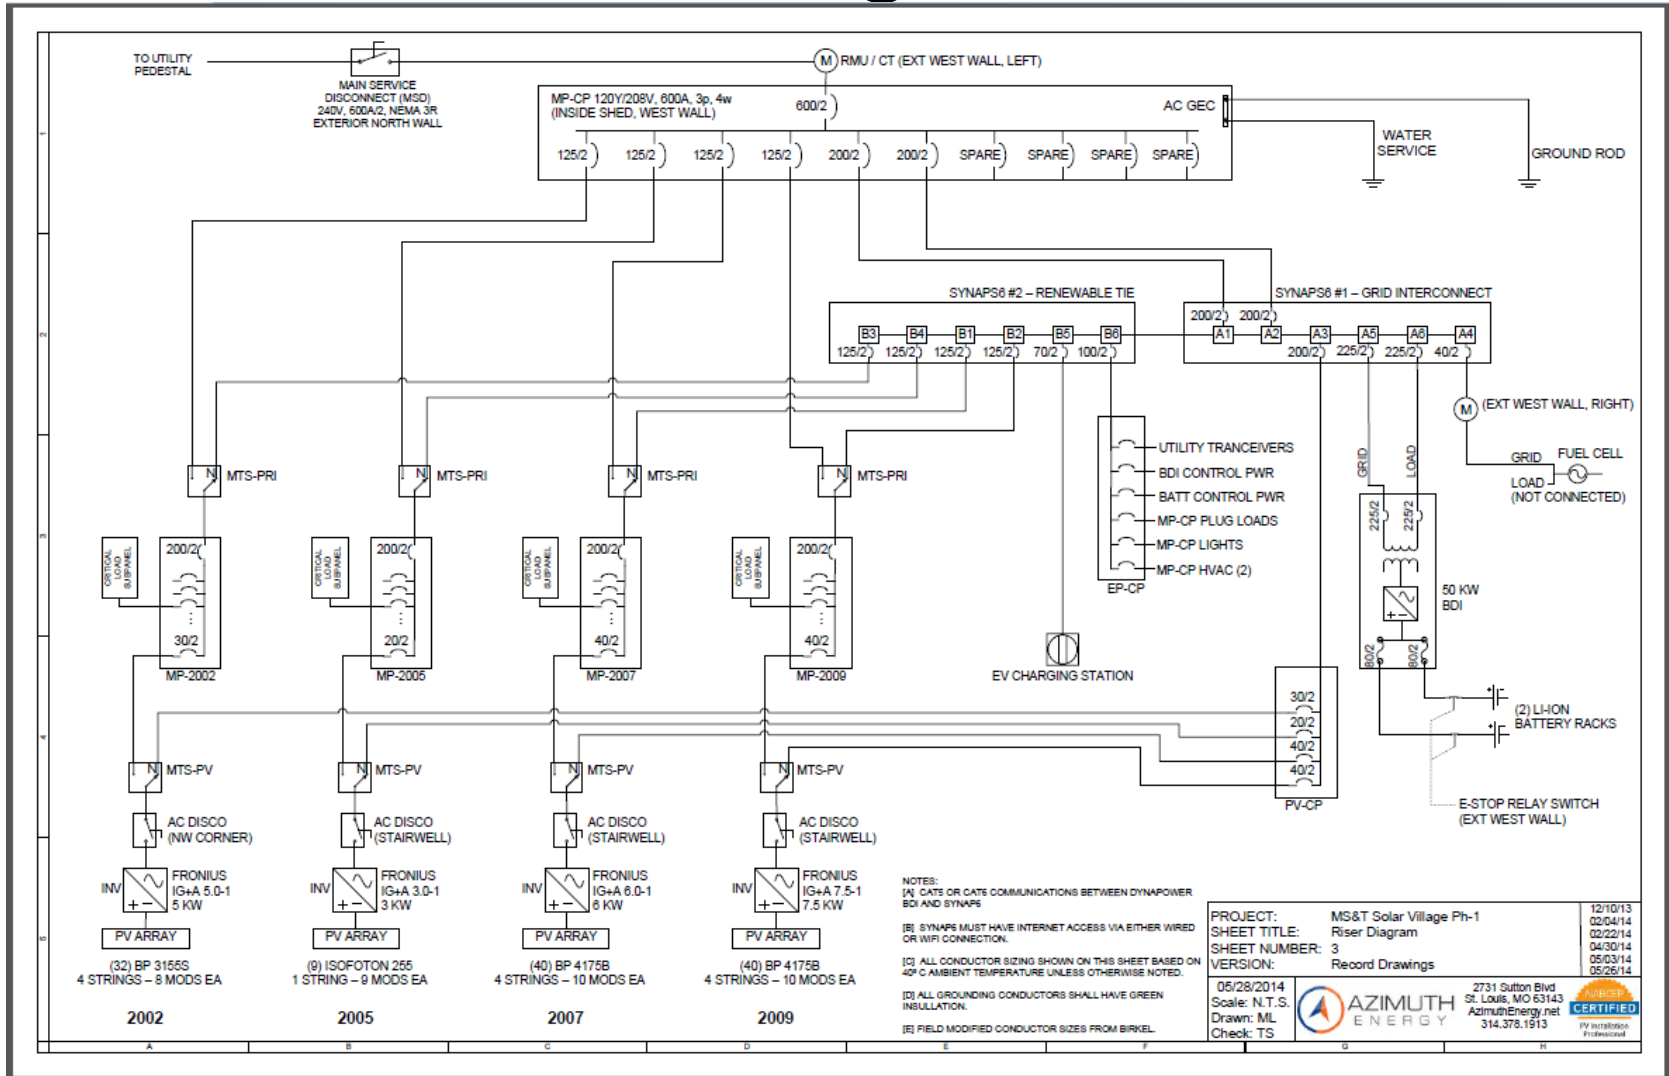 TO UTILITY
PEDESTAL
MAIN SERVICE
DISCONNECT (MSD)
240V, 600A/2, NEMA 3R
EXTERIOR NORTH WALL
M
RMU / CT (EXT WEST WALL, LEFT)
MP-CP 120Y/208V, 600A, 3p, 4w
(INSIDE SHED, WEST WALL)
600/2
AC GEC
125/2
125/2
125/2
125/2
200/2
200/2
SPARE
SPARE
SPARE
SPARE
WATER
SERVICE
GROUND ROD
SYNAPS6 #2 – RENEWABLE TIE
SYNAPS6 #1 – GRID INTERCONNECT
200/2
200/2
B3
B4
B1
B2
B5
B6
A1
A2
A3
A5
A6
A4
125/2
125/2
125/2
125/2
70/2
100/2
200/2
225/2
225/2
40/2
M
(EXT WEST WALL, RIGHT)
GRID
LOAD
GRID
FUEL CELL
LOAD
(NOT CONNECTED)
N
MTS-PRI
N
MTS-PRI
N
MTS-PRI
N
MTS-PRI
UTILITY TRANCEIVERS
BDI CONTROL PWR
BATT CONTROL PWR
MP-CP PLUG LOADS
MP-CP LIGHTS
MP-CP HVAC (2)
EP-CP
225/2
225/2
50 KW
BDI
80/2
80/2
CRITICAL
LOAD
SUBPANEL
200/2
30/2
MP-2002
CRITICAL
LOAD
SUBPANEL
200/2
20/2
MP-2005
CRITICAL
LOAD
SUBPANEL
200/2
40/2
MP-2007
CRITICAL
LOAD
SUBPANEL
200/2
40/2
MP-2009
EV CHARGING STATION
30/2
20/2
40/2
40/2
PV-CP
(2) LI-ION
BATTERY RACKS
E-STOP RELAY SWITCH
(EXT WEST WALL)
N
MTS-PV
N
MTS-PV
N
MTS-PV
N
MTS-PV
AC DISCO
(NW CORNER)
AC DISCO
(STAIRWELL)
AC DISCO
(STAIRWELL)
AC DISCO
(STAIRWELL)
INV
FRONIUS
IG+A 5.0-1
5 KW
INV
FRONIUS
IG+A 3.0-1
3 KW
INV
FRONIUS
IG+A 6.0-1
6 KW
INV
FRONIUS
IG+A 7.5-1
7.5 KW
PV ARRAY
PV ARRAY
PV ARRAY
PV ARRAY
(32) BP 3155S
4 STRINGS – 8 MODS EA
(9) ISOFOTON 255
1 STRING – 9 MODS EA
(40) BP 4175B
4 STRINGS – 10 MODS EA
(40) BP 4175B
4 STRINGS – 10 MODS EA
2002
2005
2007
2009
NOTES:
[A] CAT5 OR CAT6 COMMUNICATIONS BETWEEN DYNAPOWER
BDI AND SYNAP6
[B] SYNAP6 MUST HAVE INTERNET ACCESS VIA EITHER WIRED
OR WIFI CONNECTION.
[C] ALL CONDUCTOR SIZING SHOWN ON THIS SHEET BASED ON
40° C AMBIENT TEMPERATURE UNLESS OTHERWISE NOTED.
[D] ALL GROUNDING CONDUCTORS SHALL HAVE GREEN
INSULLATION.
[E] FIELD MODIFIED CONDUCTOR SIZES FROM BIRKEL.
PROJECT: MS&T Solar Village Ph-1
SHEET TITLE: Riser Diagram
SHEET NUMBER: 3
VERSION: Record Drawings
12/10/13
02/04/14
02/22/14
04/30/14
05/03/14
05/26/14
05/28/2014
Scale: N.T.S.
Drawn: ML
Check: TS
AZIMUTH
ENERGY
2731 Sutton Blvd
St. Louis, MO 63143
AzimuthEnergy.net
314.378.1913
NABCEP
CERTIFIED
PV Installation
Professional
1
2
3
4
5
A
B
C
D
E
F
G
H